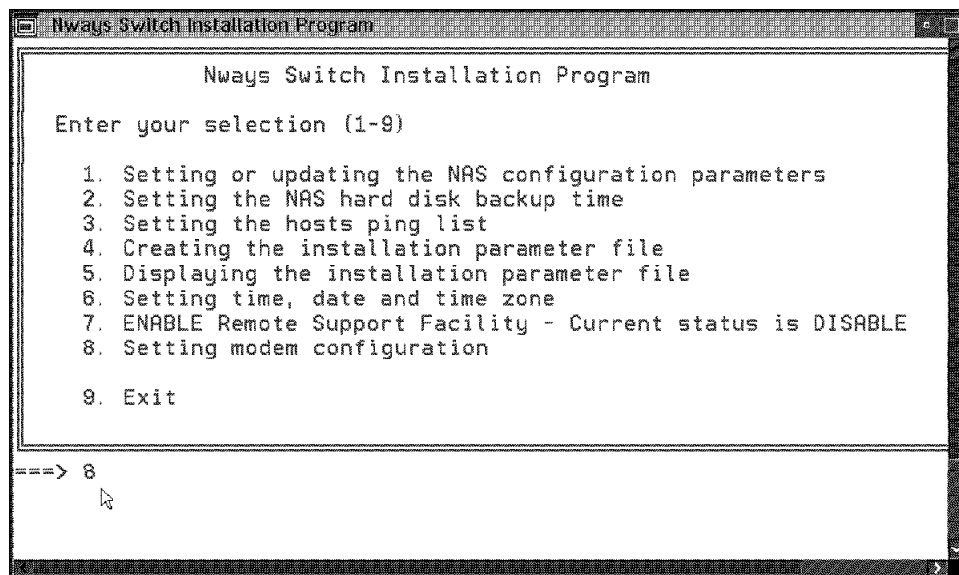 Nways Switch Installation Program
Nways Switch Installation Program
Enter your selection (1-9)
1. Setting or updating the NAS configuration parameters
2. Setting the NAS hard disk backup time
3. Setting the hosts ping list
4. Creating the installation parameter file
5. Displaying the installation parameter file
6. Setting time, date and time zone
7. ENABLE Remote Support Facility - Current status is DISABLE
8. Setting modem configuration
9. Exit
===> 8